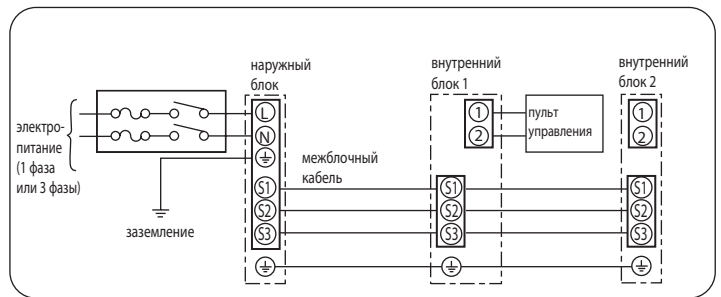 наружный
блок
внутренний
блок 1
внутренний
блок 2
электро-
питание
(1 фаза
или 3 фазы)
L
N
заземление
межблочный
кабель
1
2
пульт
управления
1
2
S1
S2
S3
S1
S2
S3
S1
S2
S3